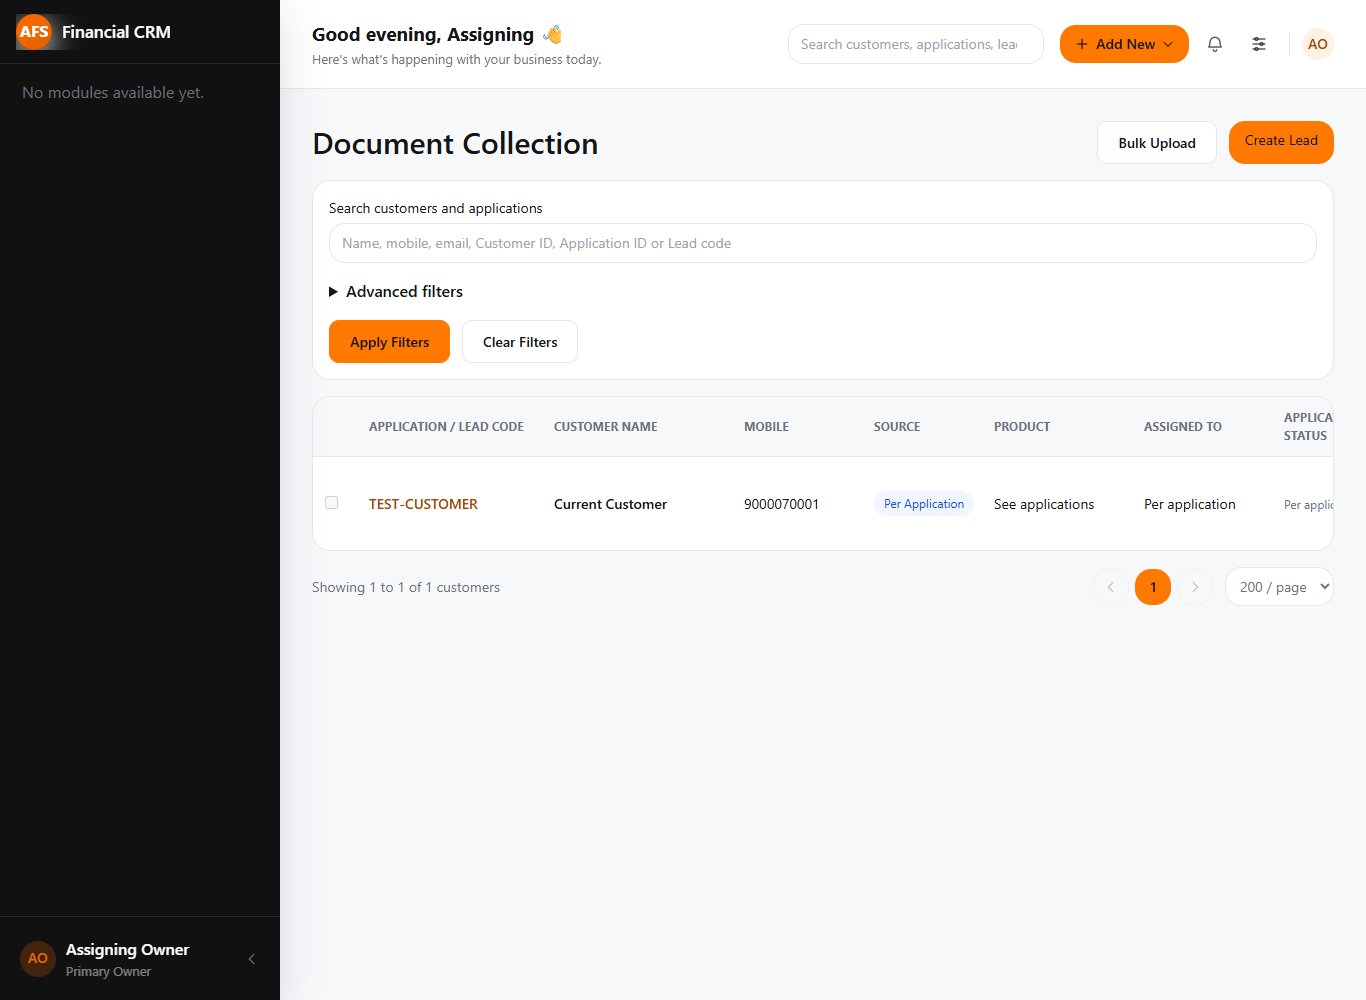 AFS Financial CRM
No modules available yet.
Good evening, Assigning 👋
Here's what's happening with your business today.
Search customers, applications, lea
+ Add New
AO
Document Collection
Bulk Upload
Create Lead
Search customers and applications
Name, mobile, email, Customer ID, Application ID or Lead code
Advanced filters
Apply Filters
Clear Filters
APPLICATION / LEAD CODE CUSTOMER NAME MOBILE SOURCE PRODUCT ASSIGNED TO APPLICA
STATUS
TEST-CUSTOMER Current Customer 9000070001 Per Application See applications Per application Per applic
Showing 1 to 1 of 1 customers
1
200 / page
AO
Assigning Owner
Primary Owner